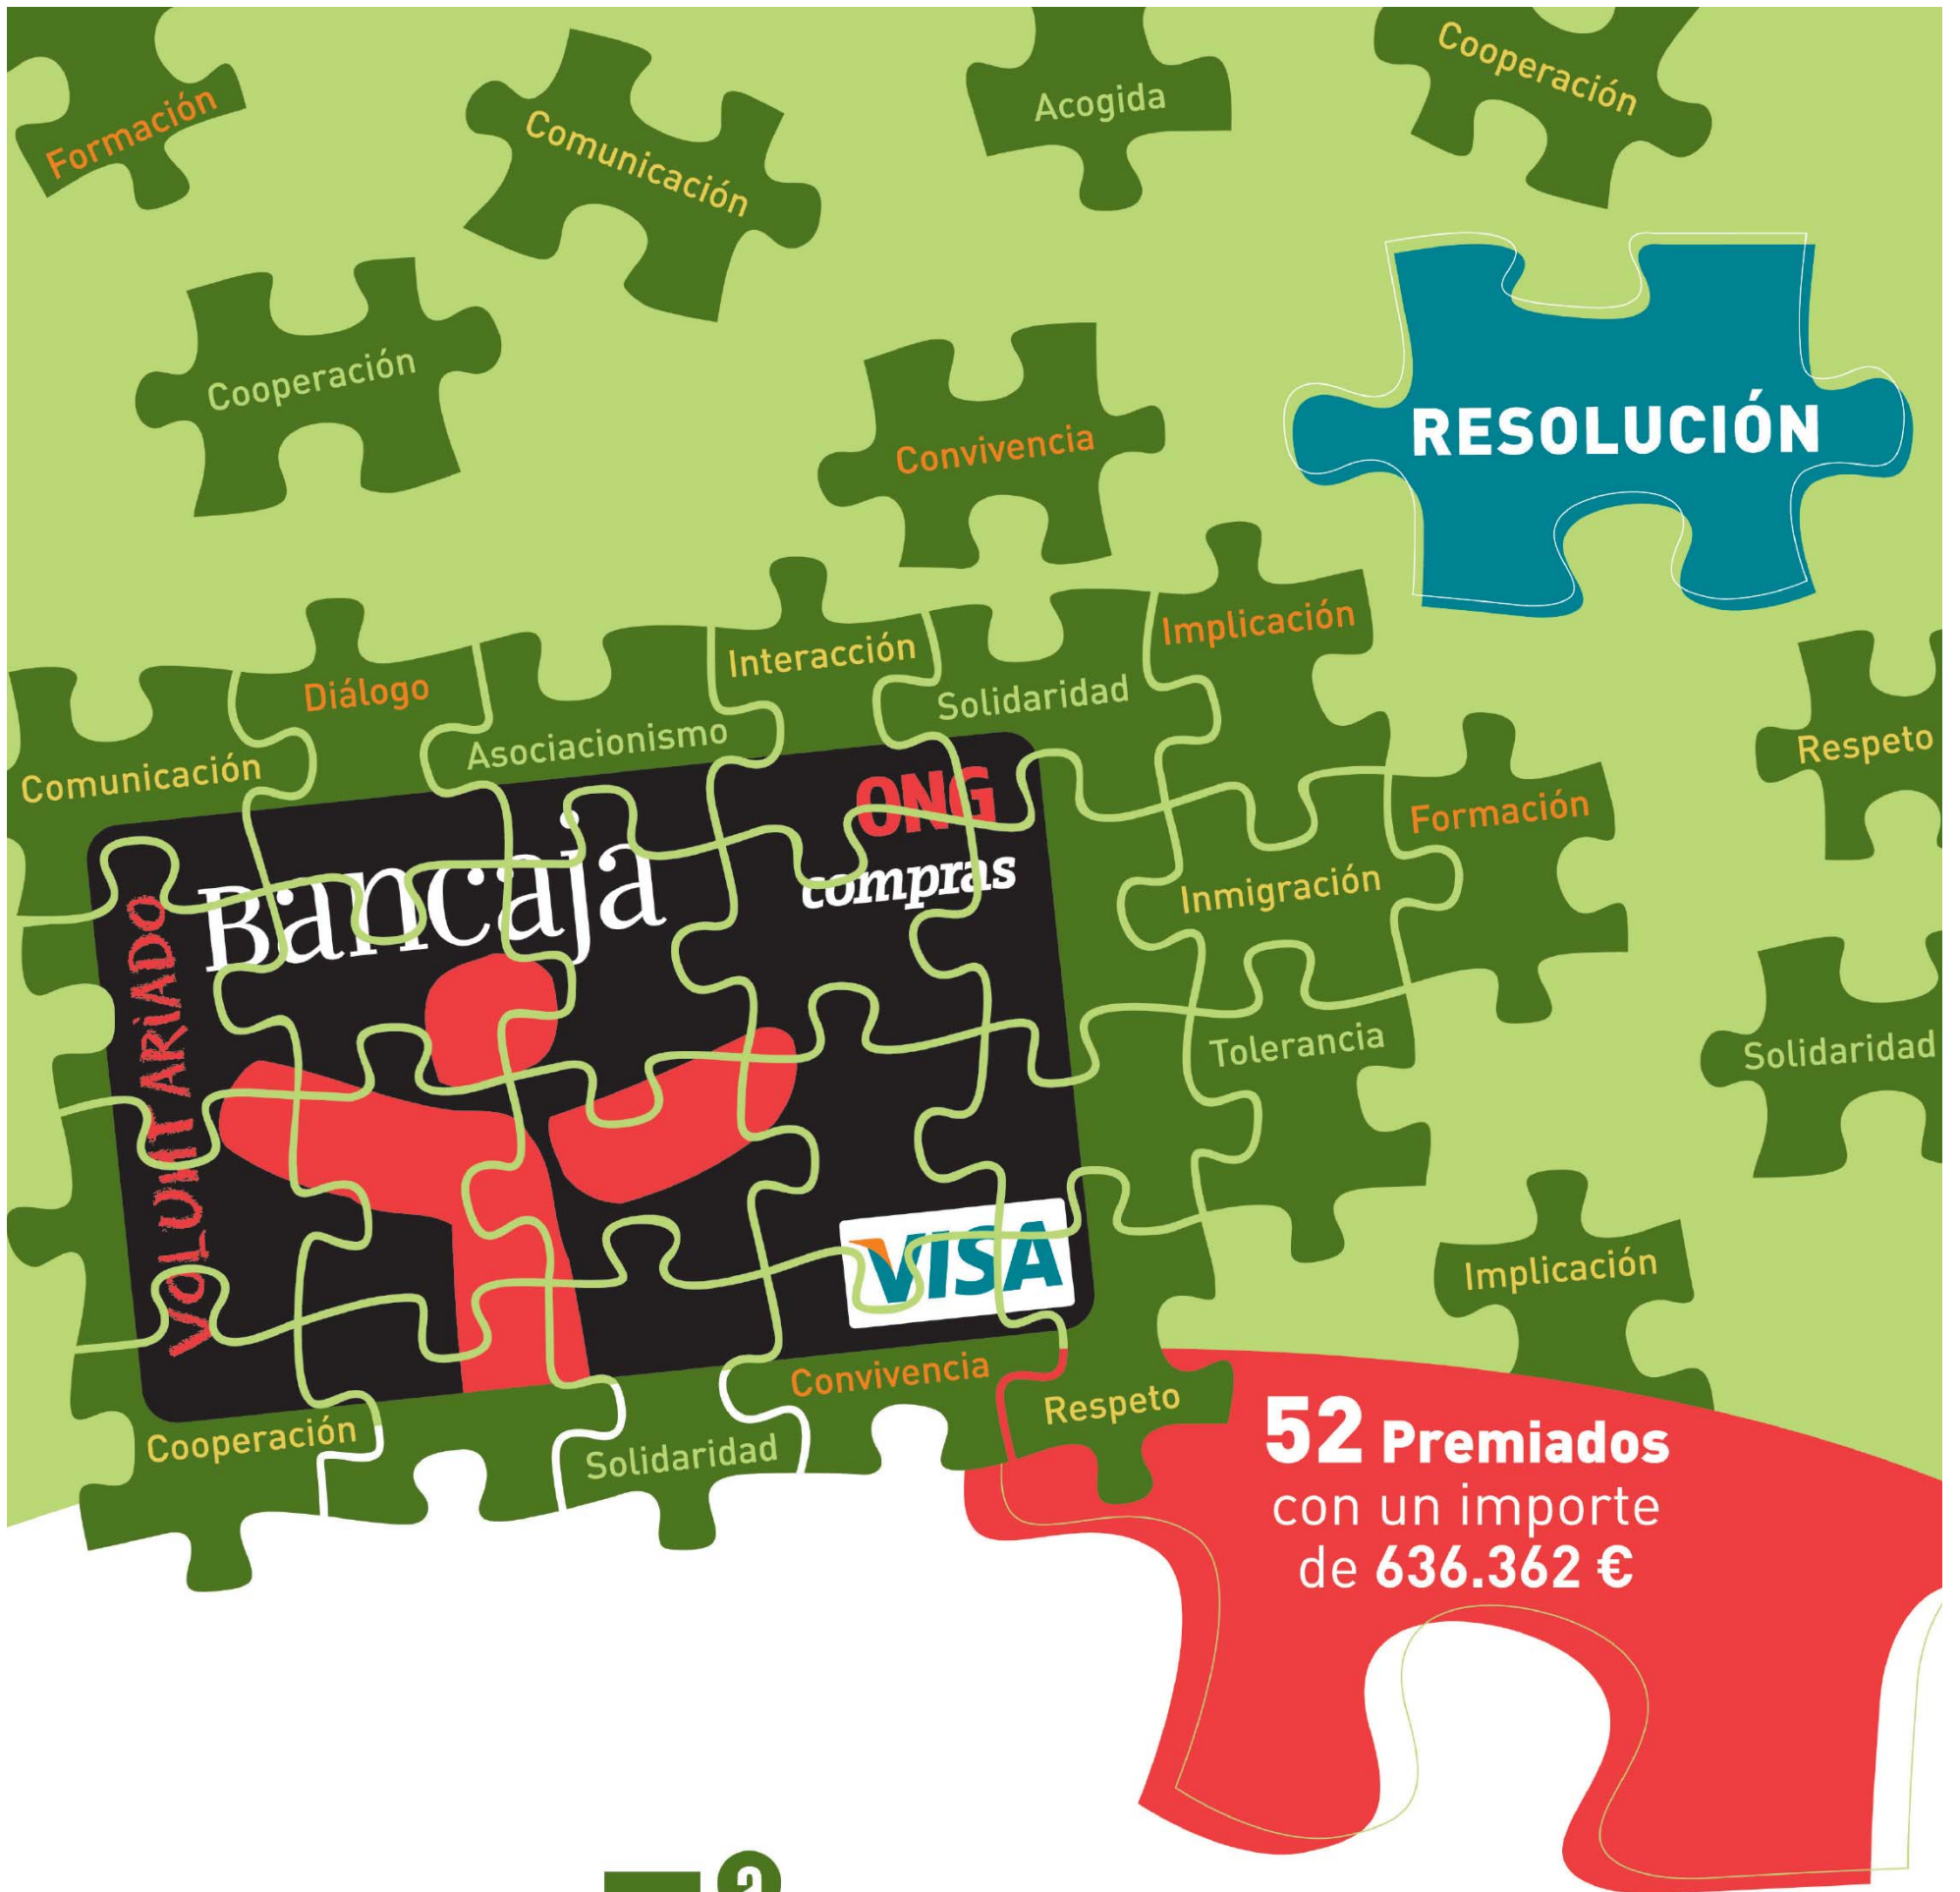 Formación
Comunicación
Acogida
Cooperación
Cooperación
Convivencia
RESOLUCIÓN
Implicación
Interacción
Diálogo
Solidaridad
Asociacionismo
Comunicación
Respeto
Formación
Inmigración
ONG
compras
Bancaja
VOLUNTARIADO
Tolerancia
Solidaridad
VISA
Implicación
Convivencia
Respeto
Cooperación
Solidaridad
52 Premiados
con un importe
de 636.362 €